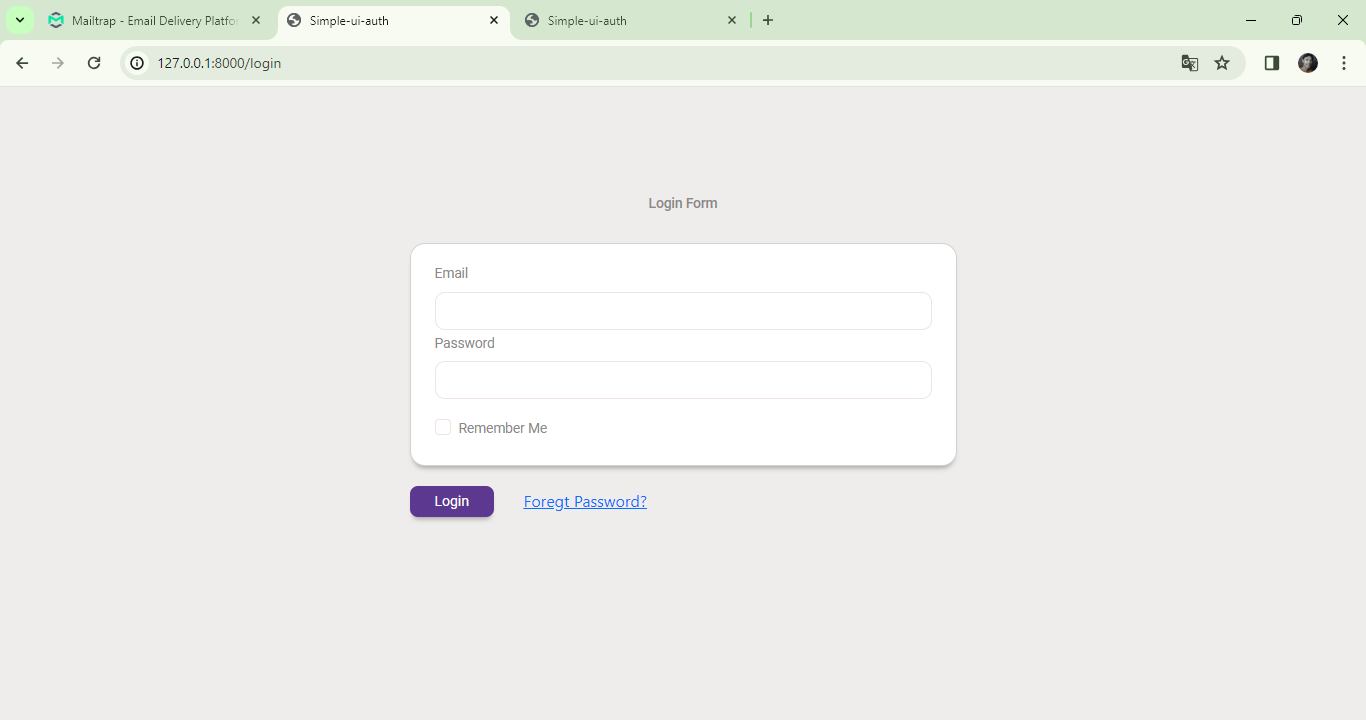 Mailtrap - Email Delivery Platfo
Simple-ui-auth
Simple-ui-auth
127.0.0.1:8000/login
Login Form
Email
Password
Remember Me
Login
Foregt Password?